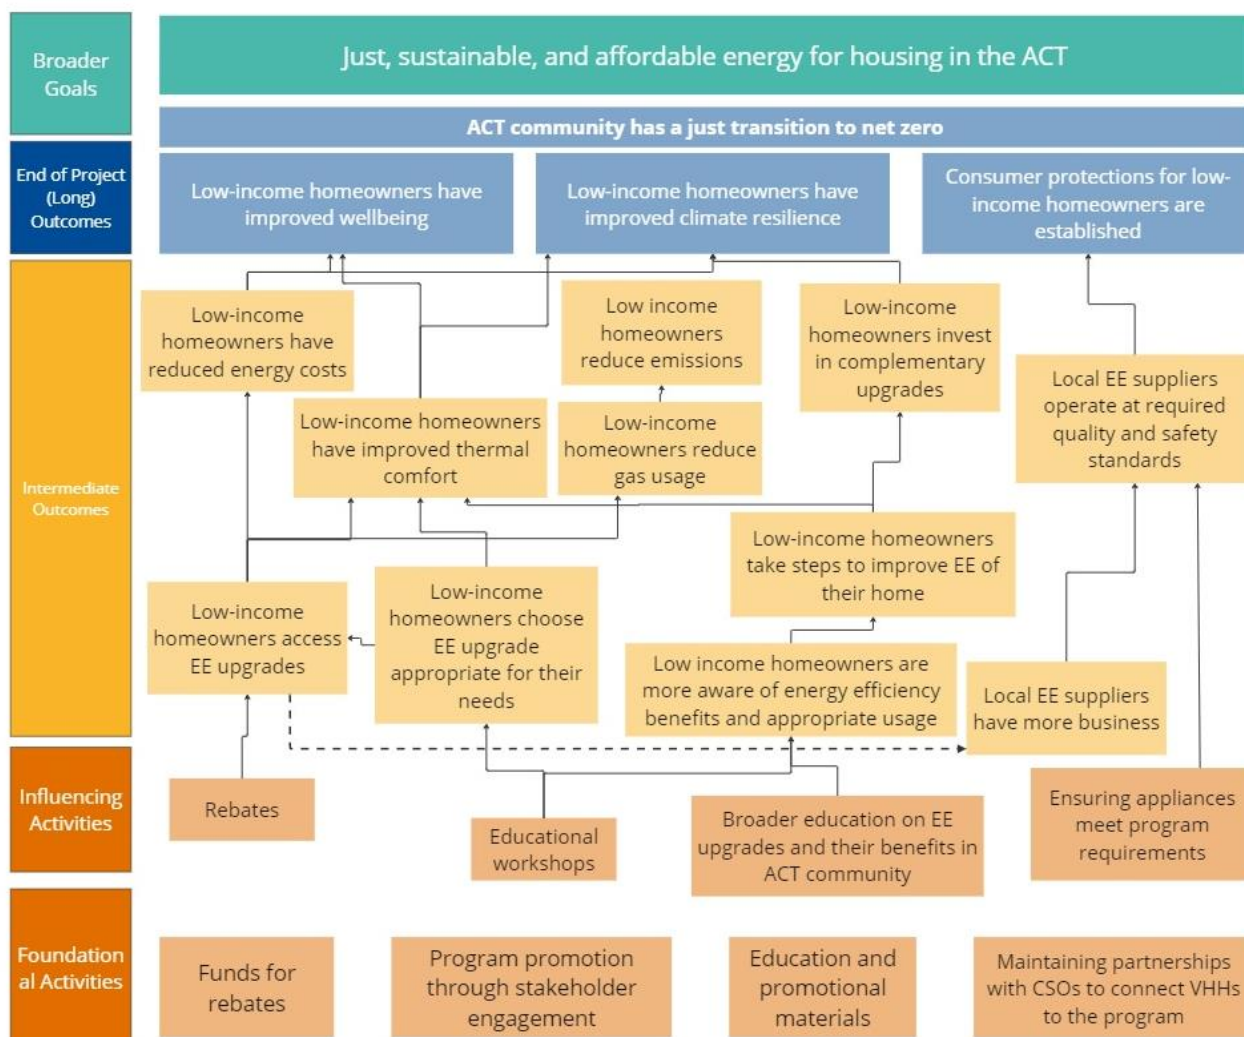 Broader
Goals
Just, sustainable, and affordable energy for housing in the ACT
ACT community has a just transition to net zero
End of Project
(Long)
Outcomes
Low-income homeowners have
improved wellbeing
Low-income homeowners have
improved climate resilience
Consumer protections for low-
income homeowners are
established
Intermediate
Outcomes
Low-income
homeowners have
reduced energy costs
Low income
homeowners
reduce emissions
Low-income
homeowners invest
in complementary
upgrades
Local EE suppliers
operate at required
quality and safety
standards
Low-income homeowners
have improved thermal
comfort
Low-income
homeowners reduce
gas usage
Low-income homeowners
take steps to improve EE of
their home
Low-income
homeowners access
EE upgrades
Low-income
homeowners choose
EE upgrade
appropriate for their
needs
Low income homeowners are
more aware of energy efficiency
benefits and appropriate usage
Local EE suppliers
have more business
Influencing
Activities
Rebates
Educational
workshops
Broader education on EE
upgrades and their benefits in
ACT community
Ensuring appliances
meet program
requirements
Foundation
al Activities
Funds for
rebates
Program promotion
through stakeholder
engagement
Education and
promotional
materials
Maintaining partnerships
with CSOs to connect VHHs
to the program